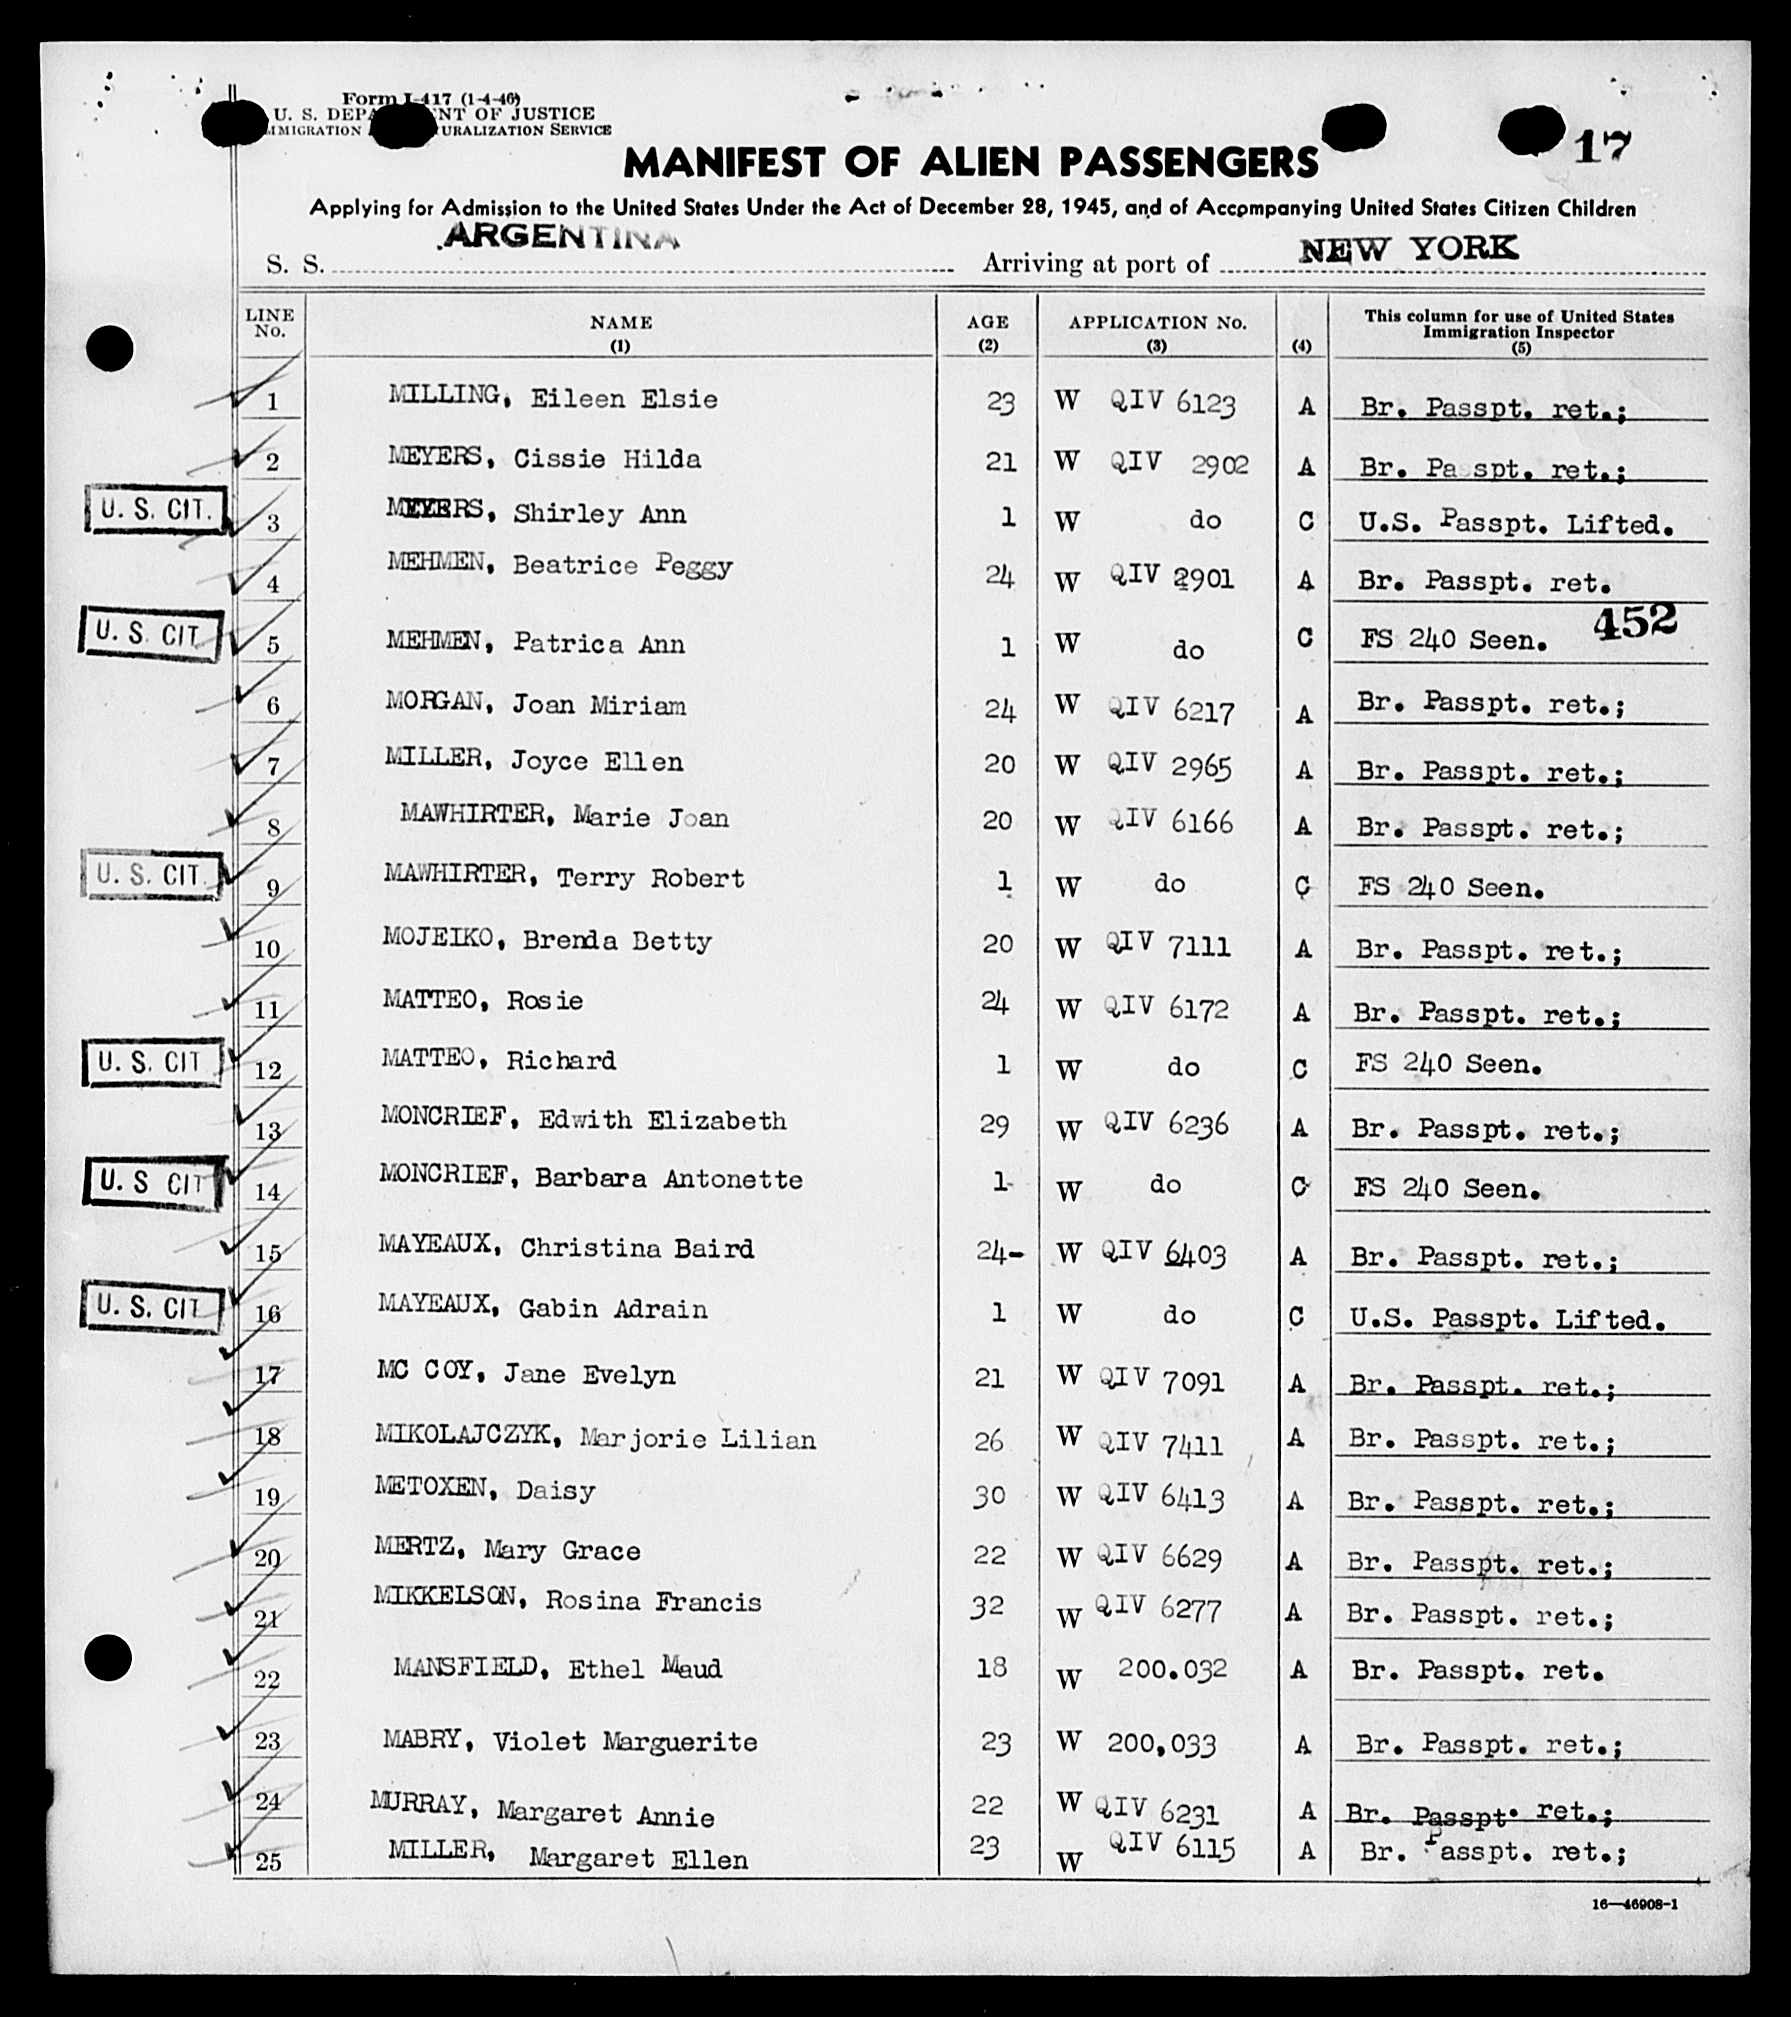 Form I-417 (1-4-46)
U. S. DEPA NT OF JUSTICE
MMIGRATION URALIZATION SERVICE
17
MANIFEST OF ALIEN PASSENGERS
Applying for Admission to the United States Under the Act of December 28, 1945, and of Accompanying United States Citizen Children
S. S. ARGENTINA Arriving at port of NEW YORK
LINE No. NAME (1) AGE (2) APPLICATION No. (3) (4) This column for use of United States Immigration Inspector (5)
1 MILLING, Eileen Elsie 23 W QIV 6123 A Br. Passpt. ret.;
2 MEYERS, Cissie Hilda 21 W QIV 2902 A Br. Pa spt. ret.;
U. S. CIT. 3 MEYERS, Shirley Ann 1 W do C U.S. Passpt. Lifted.
4 MEHMEN, Beatrice Peggy 24 W QIV 2901 A Br. Passpt. ret.
452
U. S. CIT 5 MEHMEN, Patrica Ann 1 W do C FS 240 Seen.
6 MORGAN, Joan Miriam 24 W QIV 6217 A Br. Passpt. ret.;
7 MILLER, Joyce Ellen 20 W QIV 2965 A Br. Passpt. ret.;
8 MAWHIRTER, Marie Joan 20 W QIV 6166 A Br. Passpt. ret.;
U. S. CIT. 9 MAWHIRTER, Terry Robert 1 W do C FS 240 Seen.
10 MOJEIKO, Brenda Betty 20 W QIV 7111 A Br. Passpt. ret.;
11 MATTEO, Rosie 24 W QIV 6172 A Br. Passpt. ret.;
U. S. CIT 12 MATTEO, Richard 1 W do C FS 240 Seen.
13 MONCRIEF, Edwith Elizabeth 29 W QIV 6236 A Br. Passpt. ret.;
U. S CIT 14 MONCRIEF, Barbara Antonette 1 W do C FS 240 Seen.
15 MAYEAUX, Christina Baird 24- W QIV 6403 A Br. Passpt. ret.;
U. S. CIT 16 MAYEAUX, Gabin Adrain 1 W do C U.S. Passpt. Lifted.
17 MC COY, Jane Evelyn 21 W QIV 7091 A Br. Passpt. ret.;
18 MIKOLAJCZYK, Marjorie Lilian 26 W QIV 7411 A Br. Passpt. ret.;
19 METOXEN, Daisy 30 W QIV 6413 A Br. Passpt. ret.;
20 MERTZ, Mary Grace 22 W QIV 6629 A Br. Passpt. ret.;
21 MIKKELSON, Rosina Francis 32 W QIV 6277 A Br. Passpt. ret.;
22 MANSFIELD, Ethel Maud 18 W 200.032 A Br. Passpt. ret.
23 MABRY, Violet Marguerite 23 W 200,033 A Br. Passpt. ret.;
24 MURRAY, Margaret Annie 22 W QIV 6231 A Br. Passpt. ret.;
25 MILLER, Margaret Ellen 23 W QIV 6115 A Br. Passpt. ret.;
16—46908-1